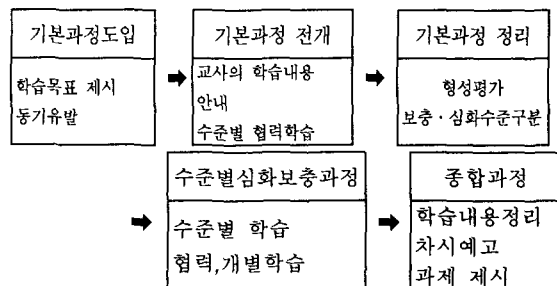 기본과정도입
학습목표 제시
동기유발
기본과정 전개
교사의 학습내용
안내
수준별 협력학습
기본과정 정리
형성평가
보충·심화수준구분
수준별심화보충과정
수준별 학습
협력,개별학습
종합과정
학습내용정리
차시예고
과제 제시